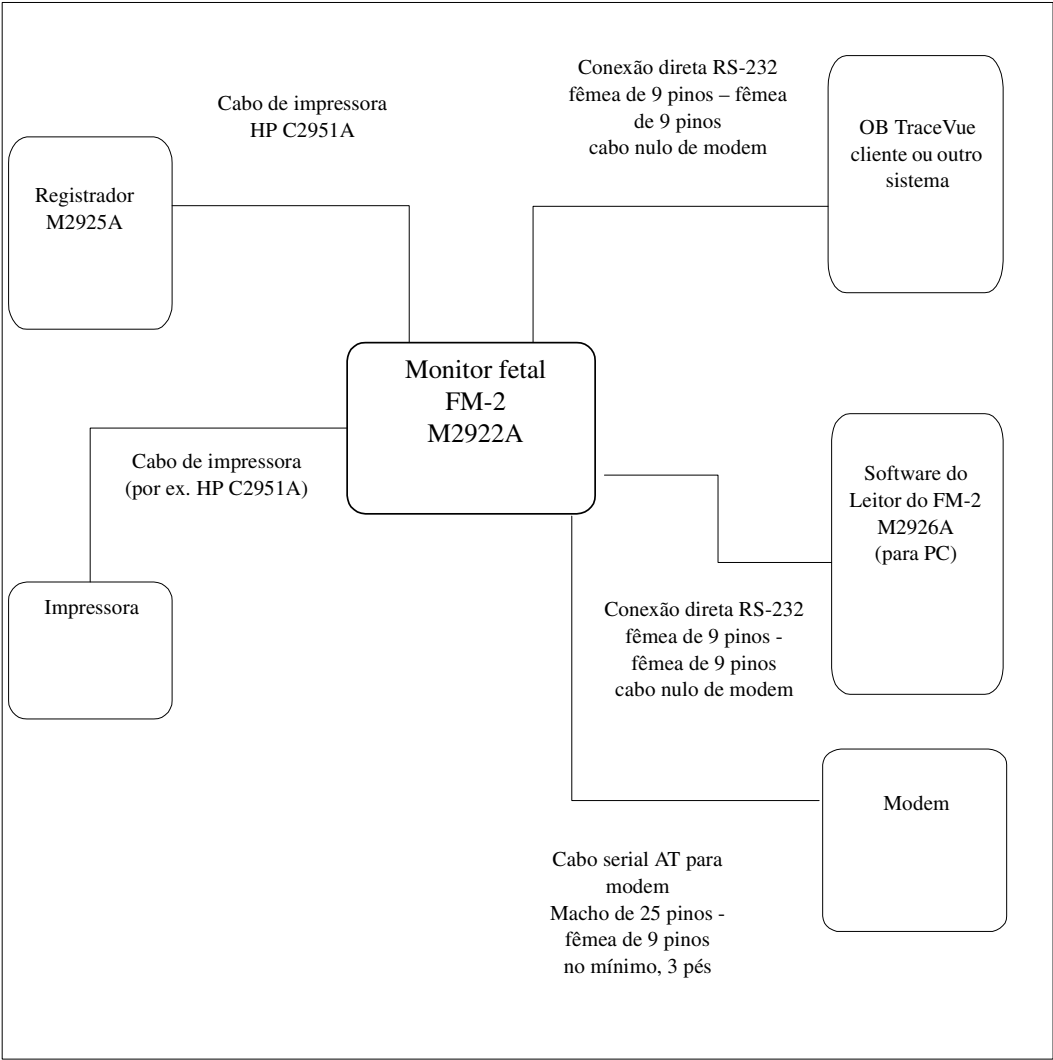 Conexão direta RS-232
fêmea de 9 pinos – fêmea
de 9 pinos
cabo nulo de modem
Cabo de impressora
HP C2951A
OB TraceVue
cliente ou outro
sistema
Registrador
M2925A
Monitor fetal
FM-2
M2922A
Cabo de impressora
(por ex. HP C2951A)
Software do
Leitor do FM-2
M2926A
(para PC)
Impressora
Conexão direta RS-232
fêmea de 9 pinos -
fêmea de 9 pinos
cabo nulo de modem
Modem
Cabo serial AT para
modem
Macho de 25 pinos -
fêmea de 9 pinos
no mínimo, 3 pés